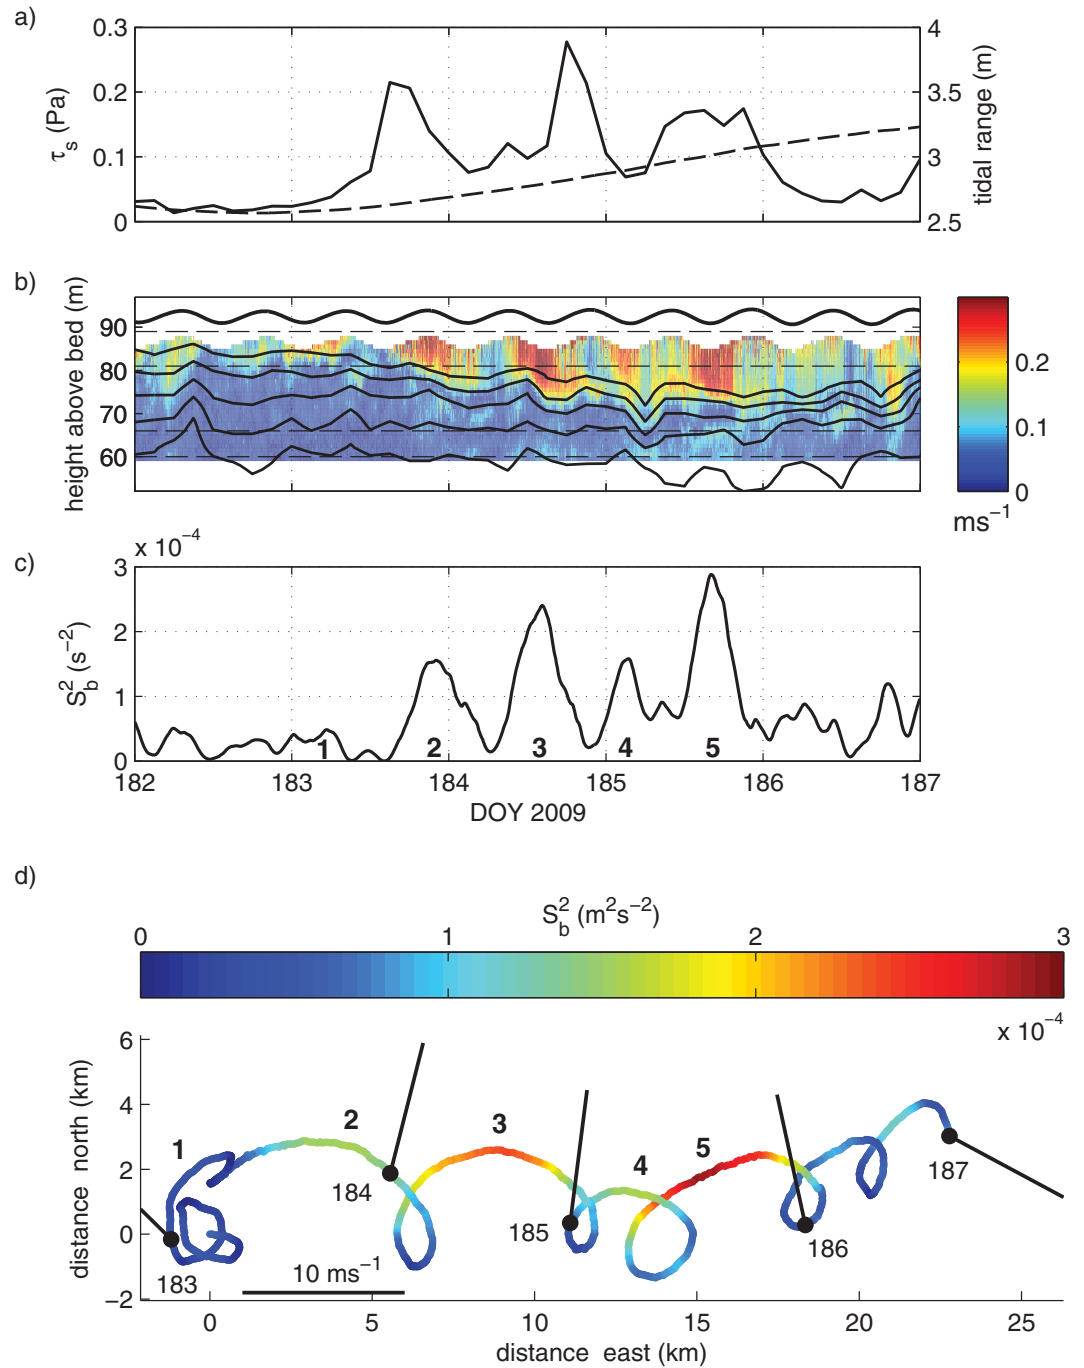 a)
0.3
0.2
0.1
0
τs (Pa)
4
3.5
3
2.5
tidal range (m)
b)
90
80
70
60
height above bed (m)
0.2
0.1
0
ms−1
c)
x 10−4
3
2
1
0
S2b (s−2)
1 2 3 4 5
182 183 184 185 186 187
DOY 2009
d)
S2b (m2s−2)
0 1 2 3
x 10−4
6
4
2
0
−2
distance north (km)
1 2 3 4 5
183 184 185 186 187
10 ms−1
0 5 10 15 20 25
distance east (km)